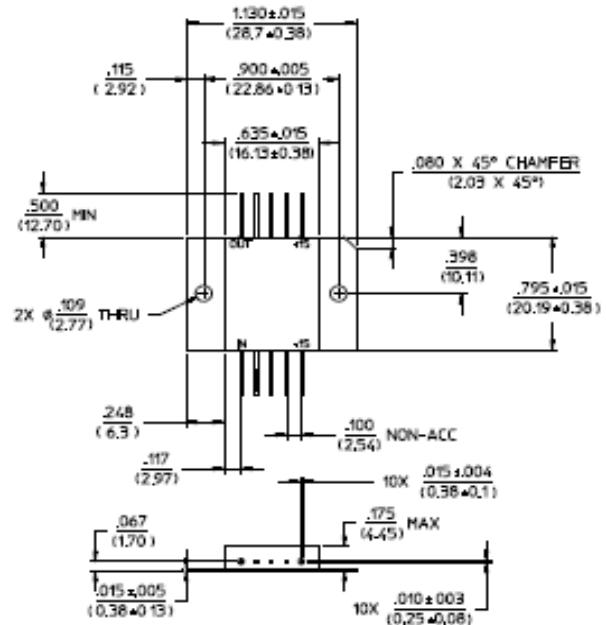 1.130±.015
(28,7±0.38)
.115
(2.92)
.900±.005
(22.86±0.13)
.635±.015
(16.13±0.38)
.080 X 45° CHAMFER
(2.03 X 45°)
.500 MIN
(12.70)
OUT +15
.398
(10,11)
.795±.015
(20.19±0.38)
2X ⌀ .109 THRU
(2.77)
IN +15
.248
(6.3)
.100 NON-ACC
(2,54)
.117
(2.97)
10X .015±.004
(0.38±0.1)
.067
(1.70)
.175 MAX
(4.45)
.015±.005
(0.38±0.13)
10X .010±003
(0.25±0,08)